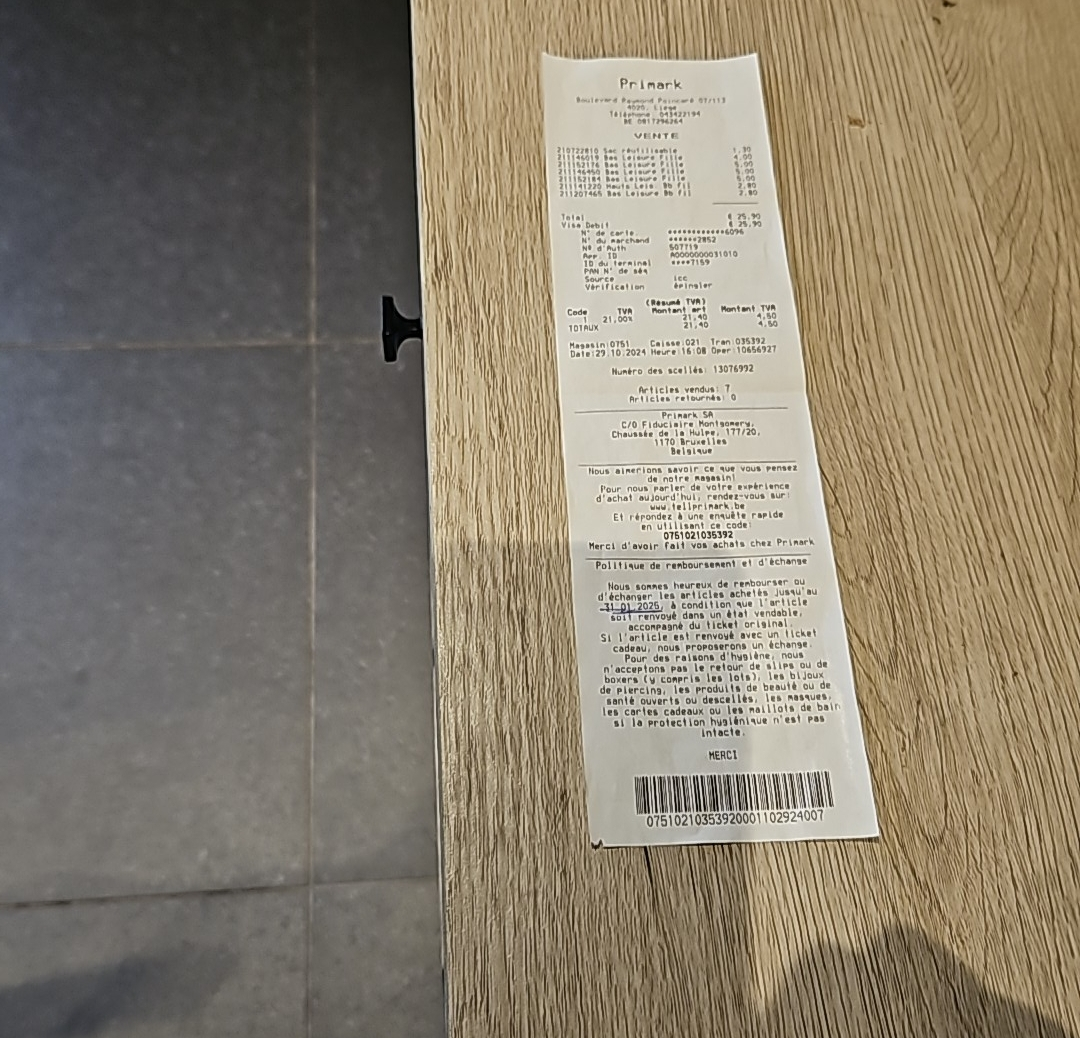 Primark
Boulevard Raymond Poincaré 07/113
4020, Liege
Téléphone: 043422194
BE 0817296264
VENTE
210722810 Sac réutilisable 1,30
211146019 Bas Leisure Fille 4,00
211152176 Bas Leisure Fille 5,00
211146450 Bas Leisure Fille 5,00
211152184 Bas Leisure Fille 5,00
211141220 Hauts Leis. Bb fil 2,80
211207465 Bas Leisure Bb fil 2,80
Total € 25,90
Visa Debit € 25,90
N° de carte ************6096
N° du marchand ******2852
Nº d'Auth 507719
App. ID A0000000031010
ID du terminal ****7159
PAN N° de séq
Source icc
Vérification épingler
(Résumé TVA)
Code TVA Montant art Montant TVA
1 21,00% 21,40 4,50
TOTAUX 21,40 4,50
Magasin:0751 Caisse:021 Tran:035392
Date:29.10.2024 Heure:16:08 Oper:10656927
Numéro des scellés: 13076992
Articles vendus: 7
Articles retournés: 0
Primark SA
C/O Fiduciaire Montgomery,
Chaussée de la Hulpe, 177/20,
1170 Bruxelles
Belgique
Nous aimerions savoir ce que vous pensez
de notre magasin!
Pour nous parler de votre expérience
d'achat aujourd'hui, rendez-vous sur:
www.tellprimark.be
Et répondez à une enquête rapide
en utilisant ce code:
0751021035392
Merci d'avoir fait vos achats chez Primark
Politique de remboursement et d'échange
Nous sommes heureux de rembourser ou
d'échanger les articles achetés jusqu'au
31.01.2025, à condition que l'article
soit renvoyé dans un état vendable,
accompagné du ticket original.
Si l'article est renvoyé avec un ticket
cadeau, nous proposerons un échange.
Pour des raisons d'hygiène, nous
n'acceptons pas le retour de slips ou de
boxers (y compris les lots), les bijoux
de piercing, les produits de beauté ou de
santé ouverts ou descellés, les masques,
les cartes cadeaux ou les maillots de bain
si la protection hygiénique n'est pas
intacte.
MERCI
07510210353920001102924007